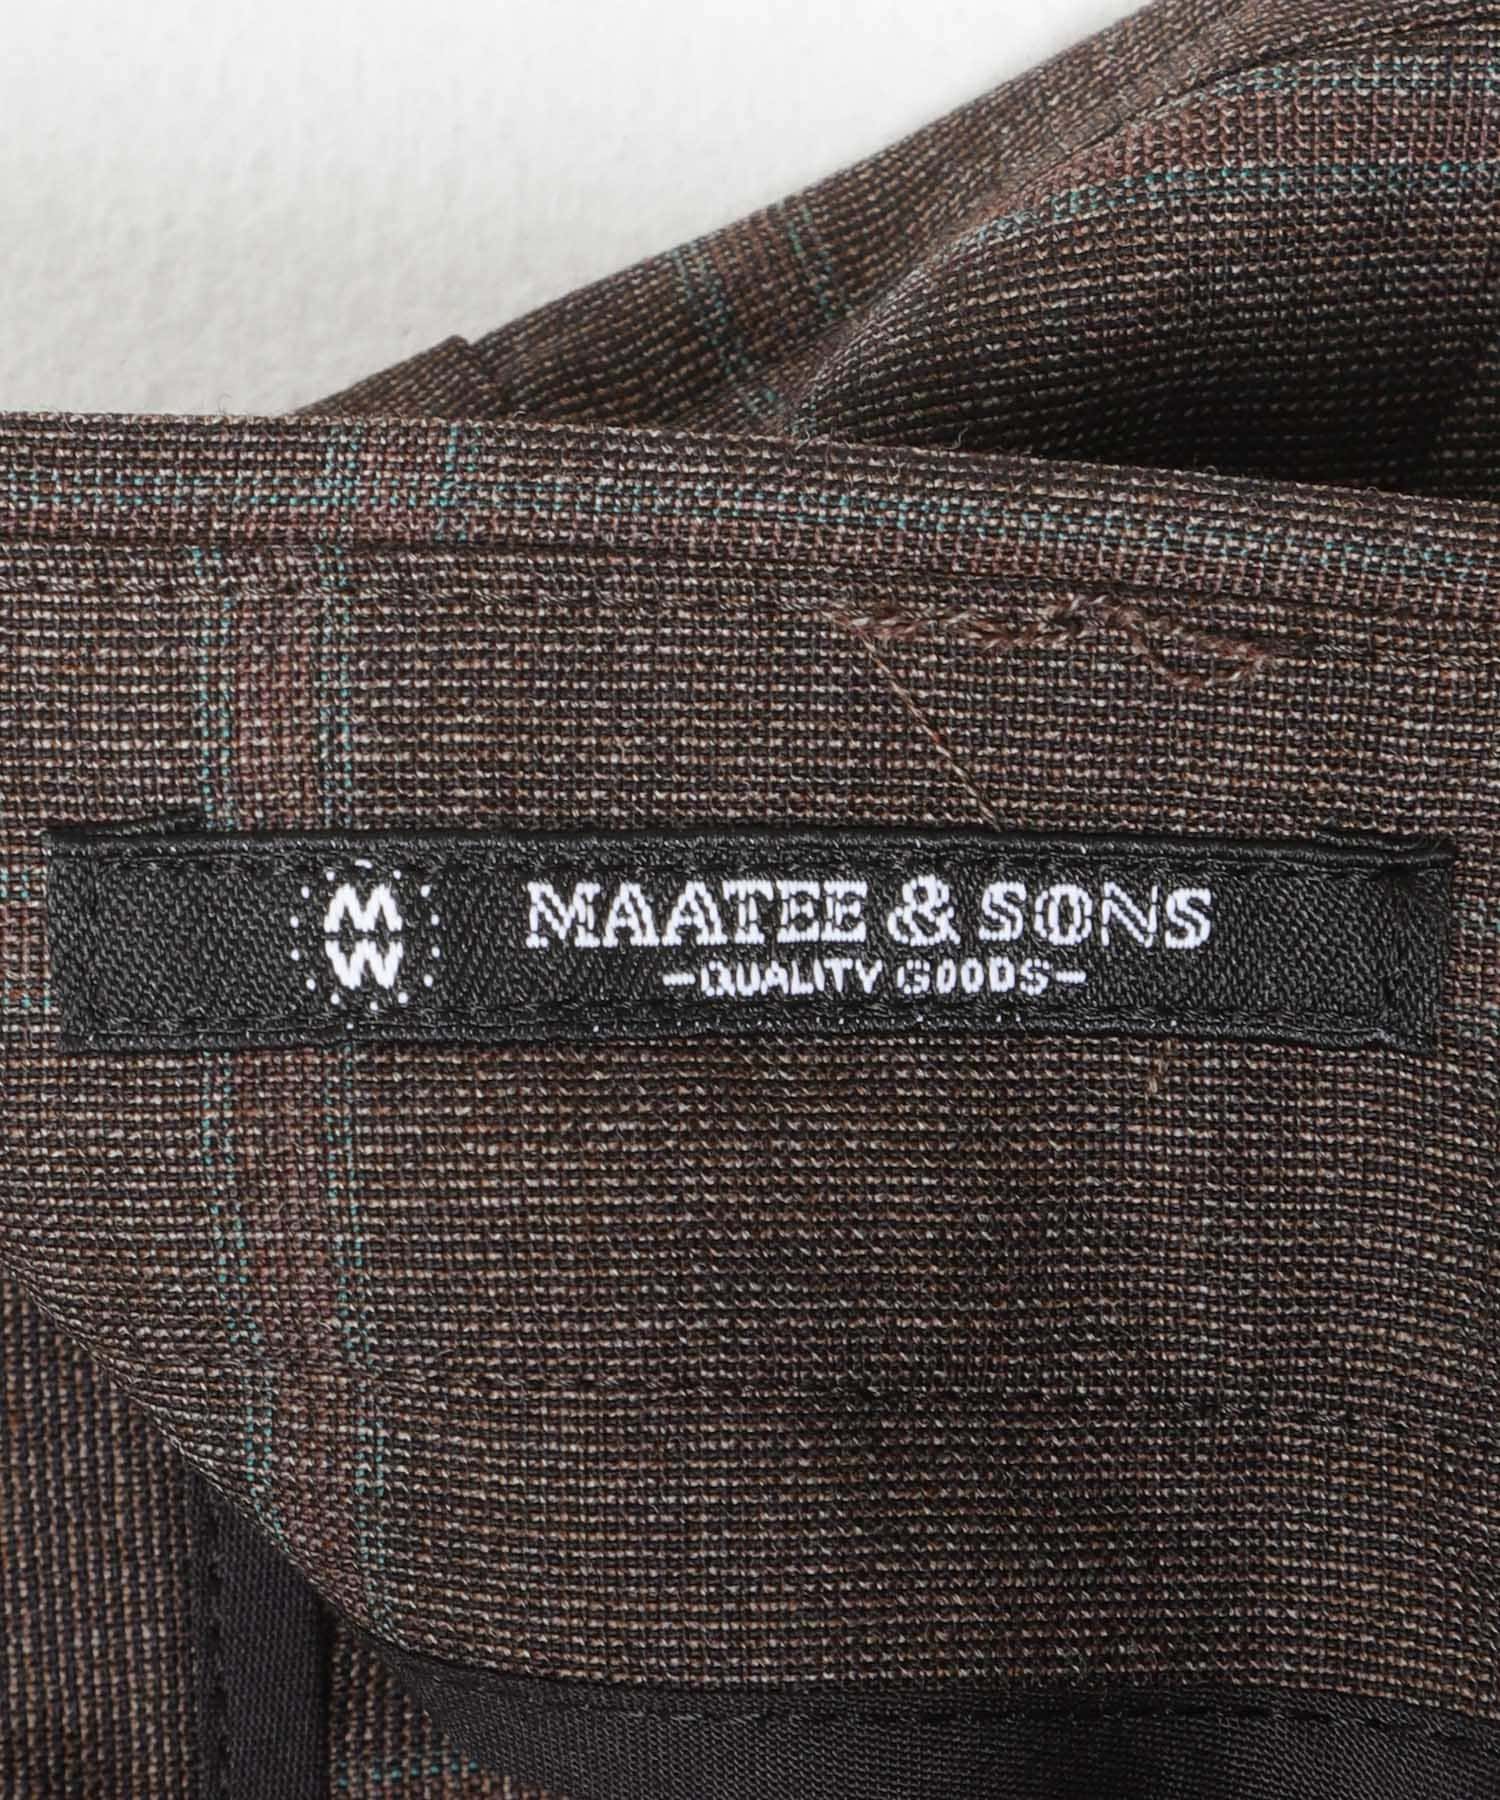 M
W
MAATEE & SONS
-QUALITY GOODS-